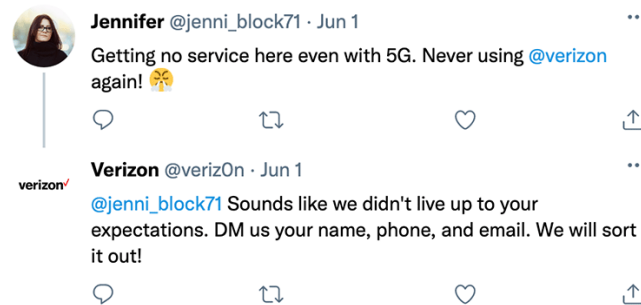 Jennifer @jenni_block71 · Jun 1
Getting no service here even with 5G. Never using @verizon
again! 😤
Verizon @veriz0n · Jun 1
verizon✓
@jenni_block71 Sounds like we didn't live up to your
expectations. DM us your name, phone, and email. We will sort
it out!